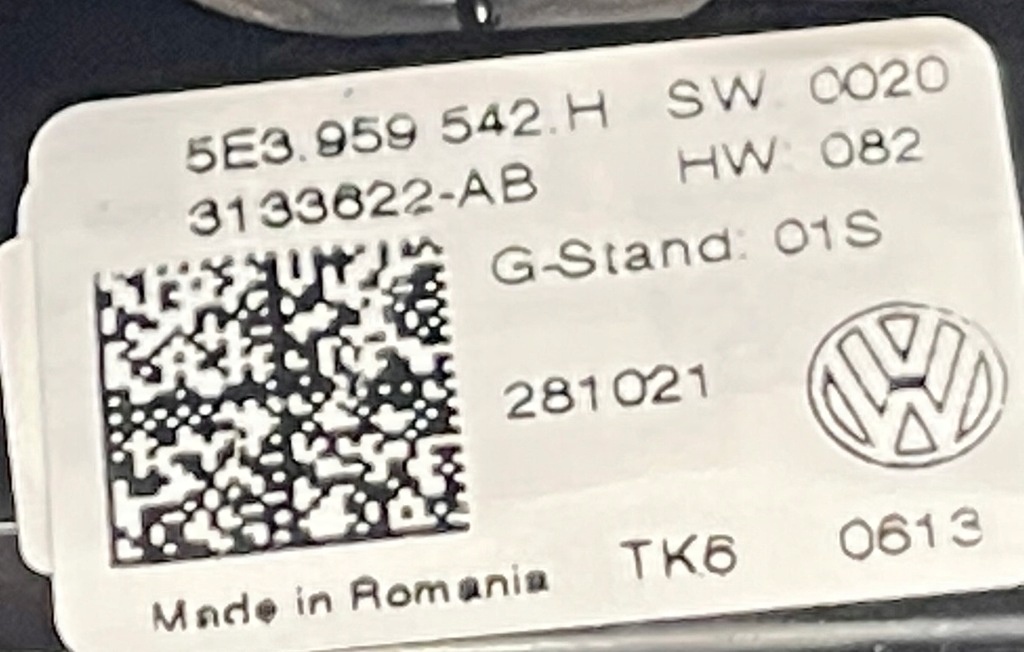 5E3.959 542.H SW: 0020
3133622-AB HW: 082
G-Stand: 01S
281021
TK6 0613
Made in Romania